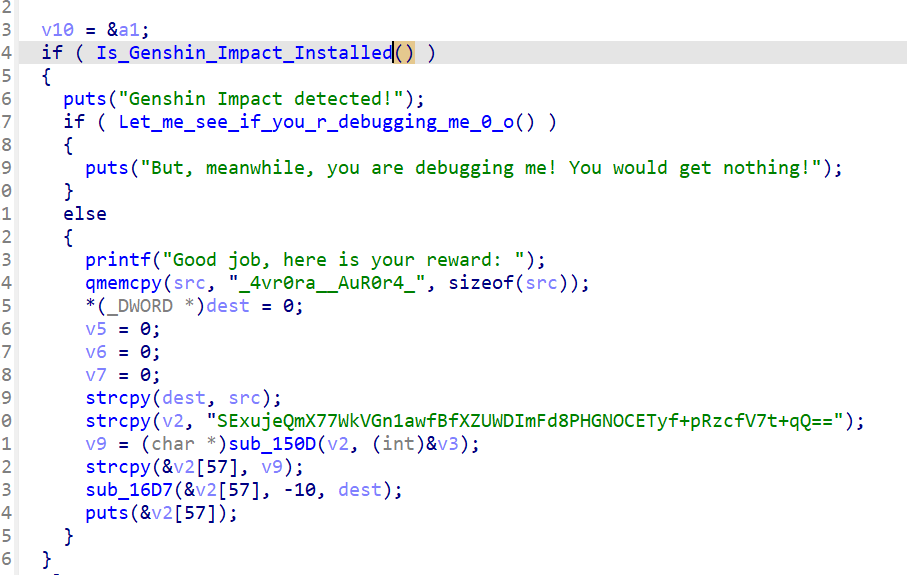 2
3 v10 = &a1;
4 if ( Is_Genshin_Impact_Installed() )
5 {
6 puts("Genshin Impact detected!");
7 if ( Let_me_see_if_you_r_debugging_me_0_o() )
8 {
9 puts("But, meanwhile, you are debugging me! You would get nothing!");
0 }
1 else
2 {
3 printf("Good job, here is your reward: ");
4 qmemcpy(src, "_4vr0ra__AuR0r4_", sizeof(src));
5 *(_DWORD *)dest = 0;
6 v5 = 0;
7 v6 = 0;
8 v7 = 0;
9 strcpy(dest, src);
0 strcpy(v2, "SExujeQmX77WkVGn1awfBfXZUWDImFd8PHGNOCETyf+pRzcfV7t+qQ==");
1 v9 = (char *)sub_150D(v2, (int)&v3);
2 strcpy(&v2[57], v9);
3 sub_16D7(&v2[57], -10, dest);
4 puts(&v2[57]);
5 }
6 }